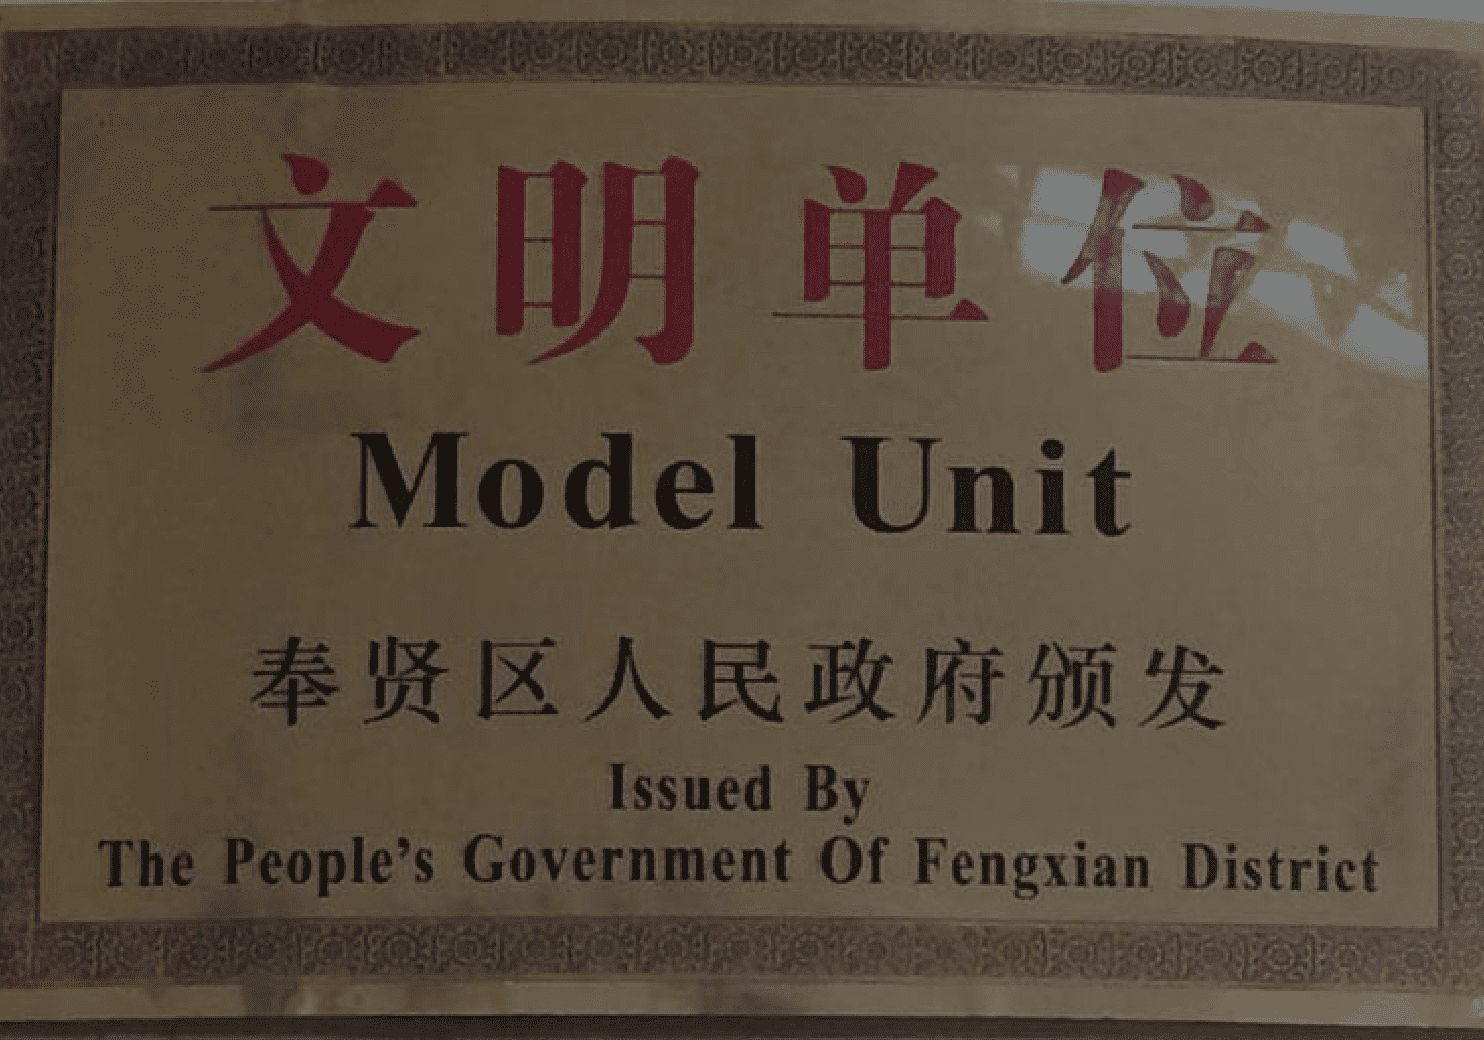 文明单位
Model Unit
奉贤区人民政府颁发
Issued By
The People's Government Of Fengxian District